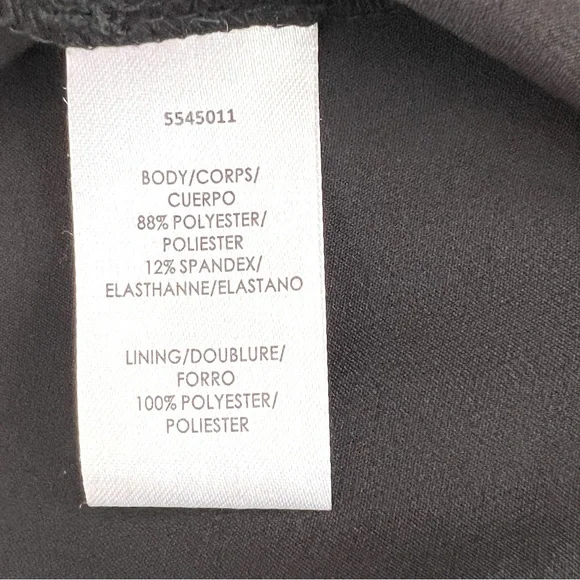 5545011
BODY/CORPS/
CUERPO
88% POLYESTER/
POLIESTER
12% SPANDEX/
ELASTHANNE/ELASTANO
LINING/DOUBLURE/
FORRO
100% POLYESTER/
POLIESTER